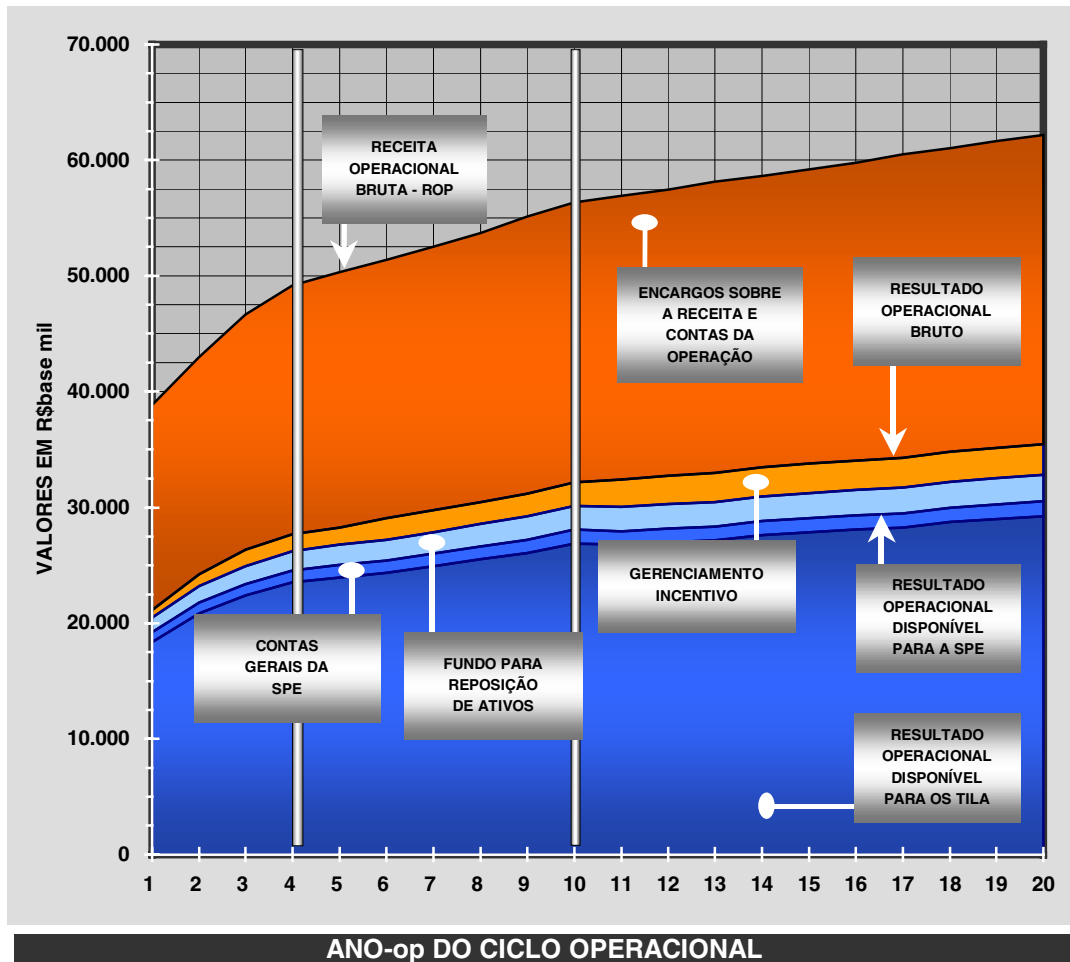 VALORES EM R$base mil
70.000
60.000
50.000
40.000
30.000
20.000
10.000
0
RECEITA
OPERACIONAL
BRUTA - ROP
ENCARGOS SOBRE
A RECEITA E
CONTAS DA
OPERAÇÃO
RESULTADO
OPERACIONAL
BRUTO
GERENCIAMENTO
INCENTIVO
RESULTADO
OPERACIONAL
DISPONÍVEL
PARA A SPE
CONTAS
GERAIS DA
SPE
FUNDO PARA
REPOSIÇÃO
DE ATIVOS
RESULTADO
OPERACIONAL
DISPONÍVEL
PARA OS TILA
1 2 3 4 5 6 7 8 9 10 11 12 13 14 15 16 17 18 19 20
ANO-op DO CICLO OPERACIONAL